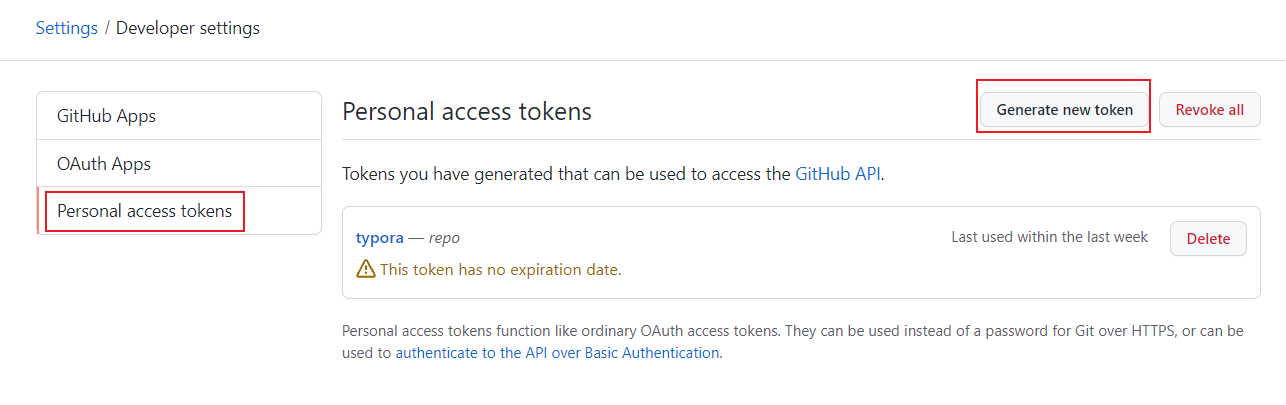 Settings / Developer settings
GitHub Apps
OAuth Apps
Personal access tokens
Personal access tokens
Generate new token
Revoke all
Tokens you have generated that can be used to access the GitHub API.
typora — repo
Last used within the last week
Delete
This token has no expiration date.
Personal access tokens function like ordinary OAuth access tokens. They can be used instead of a password for Git over HTTPS, or can be
used to authenticate to the API over Basic Authentication.